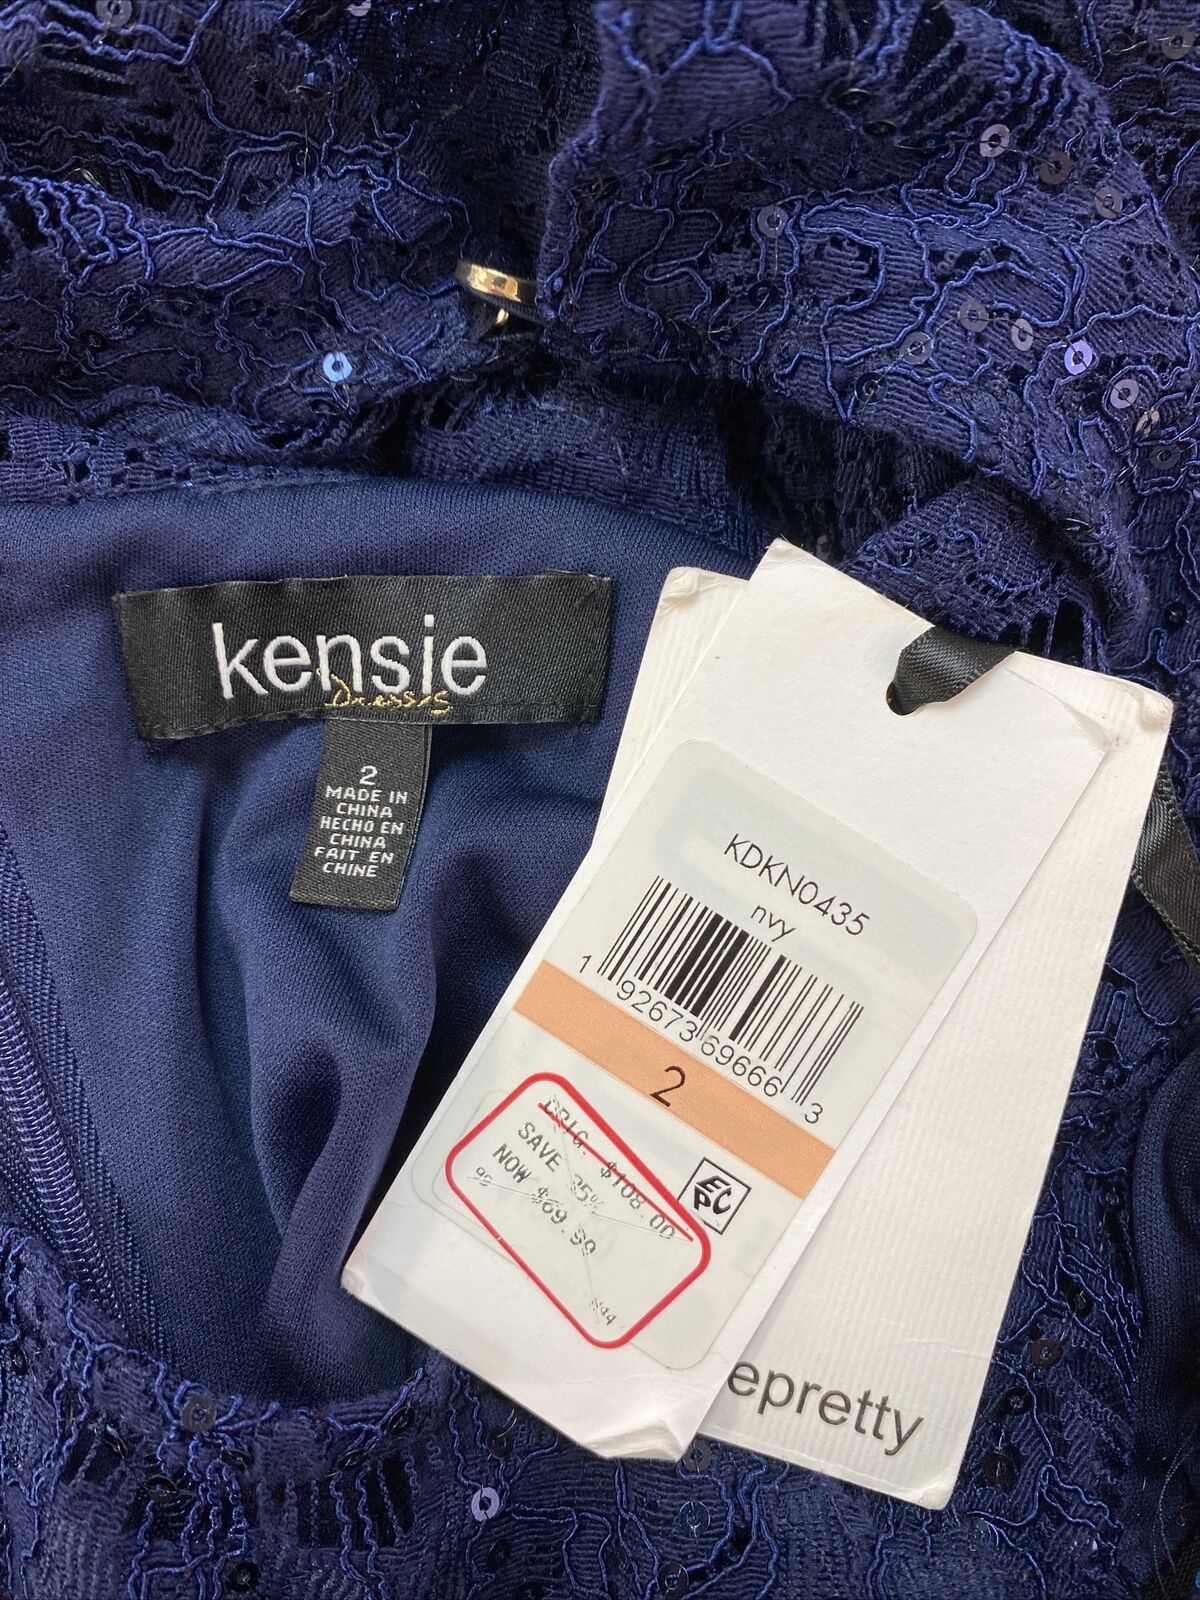 kensie
Dresses
2
MADE IN
CHINA
HECHO EN
CHINA
FAIT EN
CHINE
KDKN0435
nvy
1 92673 69666 3
2
ORIG. $108.00
SAVE 35%
NOW $69.99
epretty